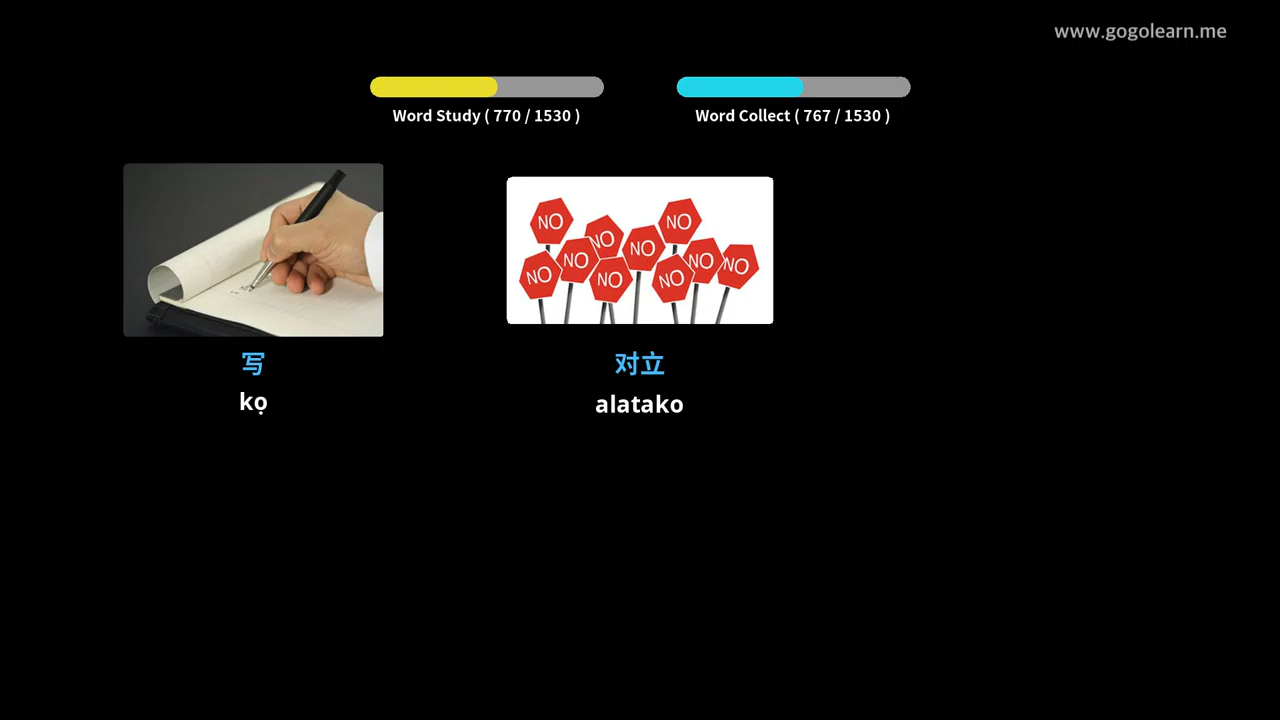 www.gogolearn.me
Word Study ( 770 / 1530 )
Word Collect ( 767 / 1530 )
NO
NO
NO
NO
NO
NO
NO
NO
NO
NO
写
kọ
对立
alatako